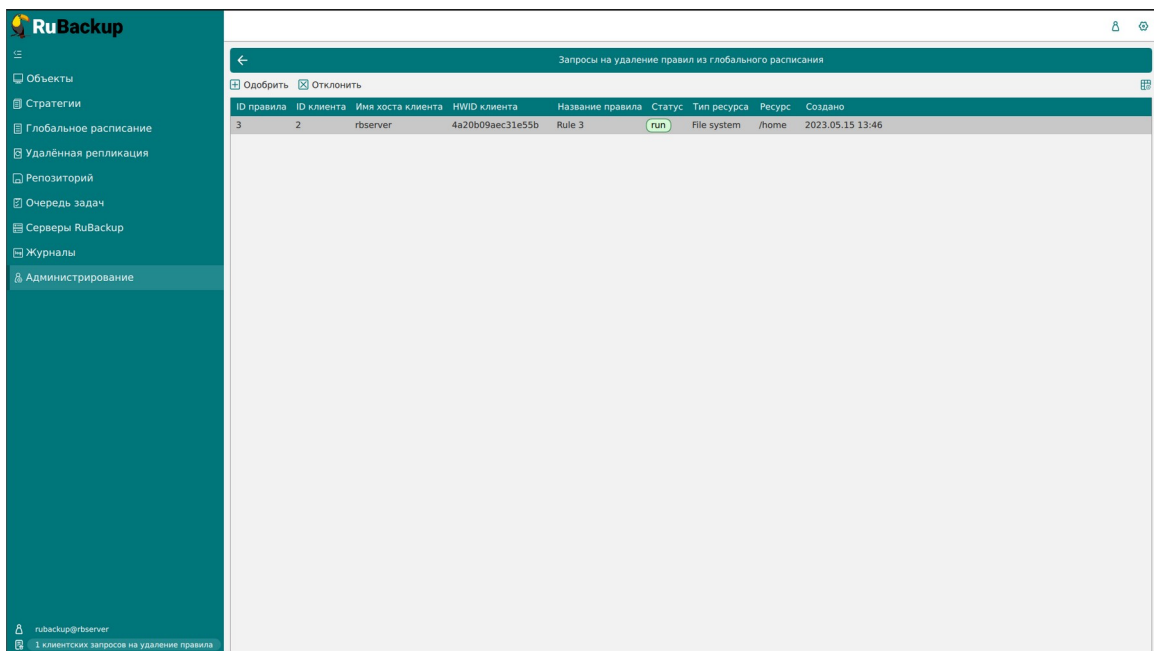 RuBackup
Объекты
Стратегии
Глобальное расписание
Удалённая репликация
Репозиторий
Очередь задач
Серверы RuBackup
Журналы
Администрирование
rubackup@rbserver
1 клиентских запросов на удаление правила
Запросы на удаление правил из глобального расписания
Одобрить Отклонить
ID правила ID клиента Имя хоста клиента HWID клиента Название правила Статус Тип ресурса Ресурс Создано
3 2 rbserver 4a20b09aec31e55b Rule 3 run File system /home 2023.05.15 13:46